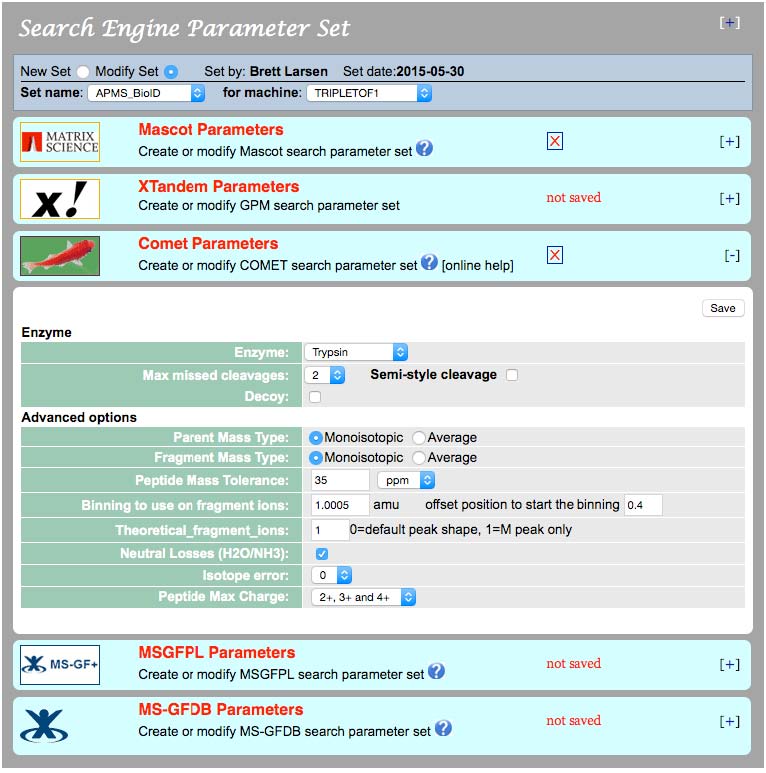 Search Engine Parameter Set [+]
New Set Modify Set Set by: Brett Larsen Set date:2015-05-30
Set name: APMS_BioID for machine: TRIPLETOF1
MATRIX
SCIENCE
Mascot Parameters
Create or modify Mascot search parameter set ? X [+]
x!
XTandem Parameters
Create or modify GPM search parameter set not saved [+]
Comet Parameters
Create or modify COMET search parameter set ? [online help] X [-]
Save
Enzyme
Enzyme: Trypsin
Max missed cleavages: 2 Semi-style cleavage
Decoy:
Advanced options
Parent Mass Type: Monoisotopic Average
Fragment Mass Type: Monoisotopic Average
Peptide Mass Tolerance: 35 ppm
Binning to use on fragment ions: 1.0005 amu offset position to start the binning 0.4
Theoretical_fragment_ions: 1 0=default peak shape, 1=M peak only
Neutral Losses (H2O/NH3):
Isotope error: 0
Peptide Max Charge: 2+, 3+ and 4+
MS-GF+
MSGFPL Parameters
Create or modify MSGFPL search parameter set ? not saved [+]
MS-GFDB Parameters
Create or modify MS-GFDB search parameter set ? not saved [+]